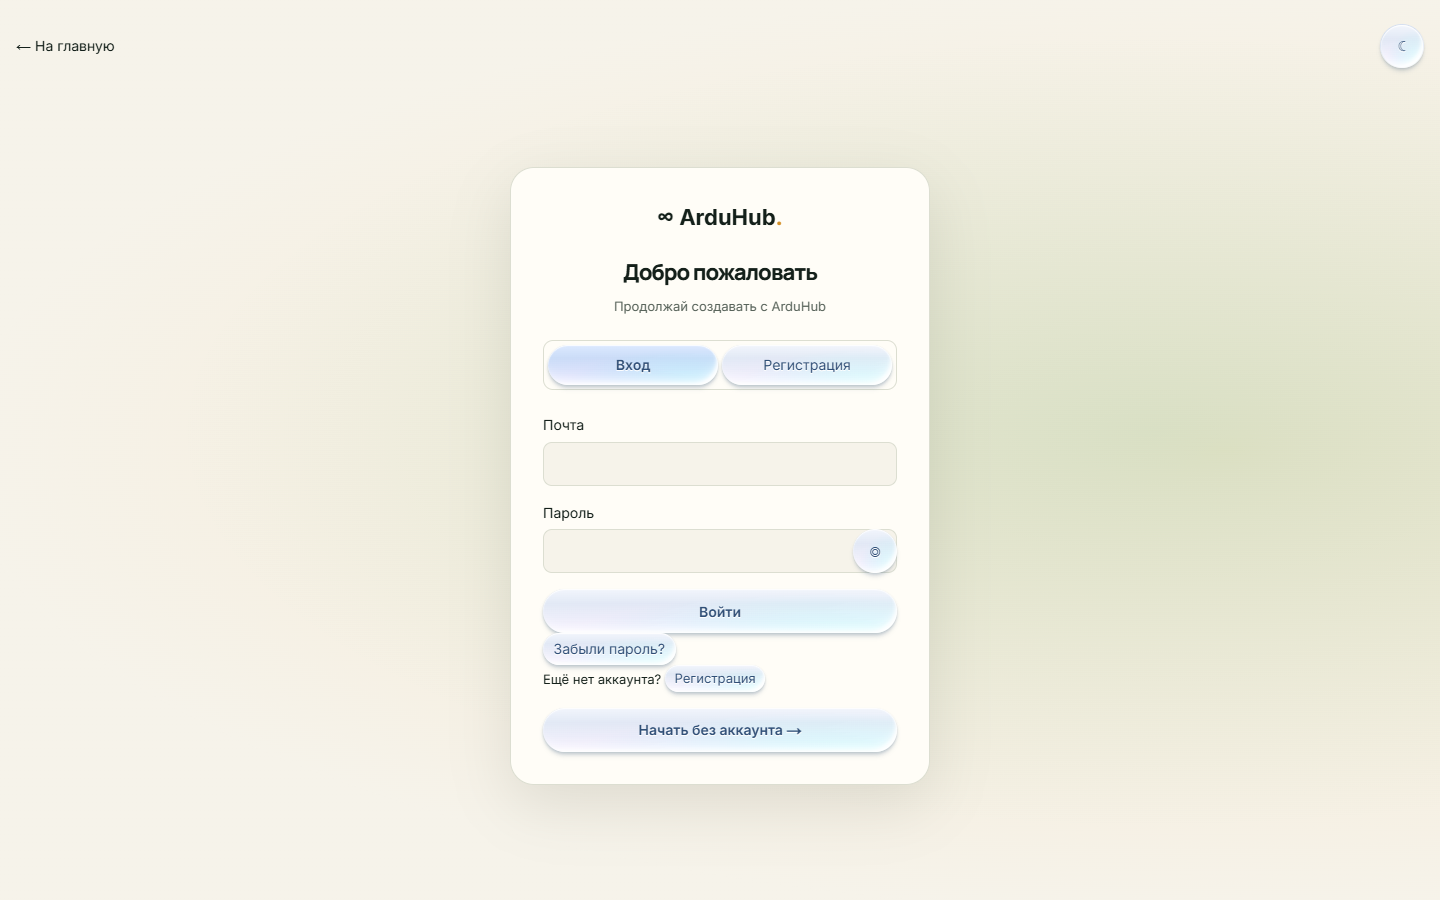 ← На главную
☾
∞ ArduHub.
Добро пожаловать
Продолжай создавать с ArduHub
Вход Регистрация
Почта
Пароль
◎
Войти
Забыли пароль?
Ещё нет аккаунта? Регистрация
Начать без аккаунта →